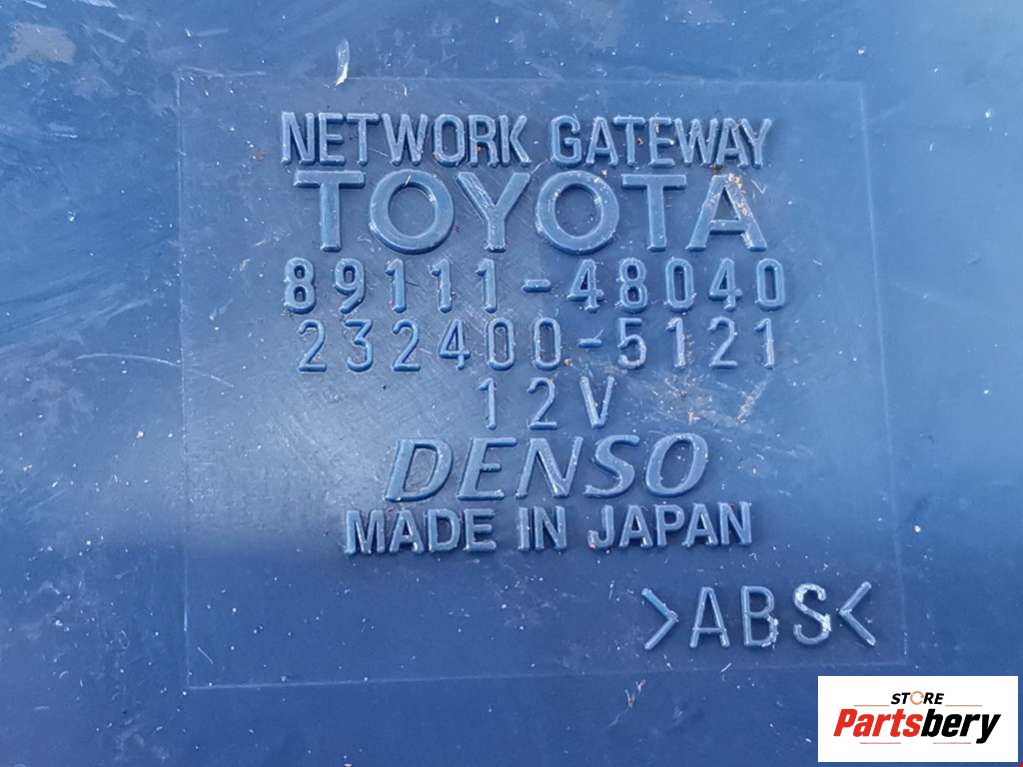 NETWORK GATEWAY
TOYOTA
89111-48040
232400-5121
12V
DENSO
MADE IN JAPAN
>ABS<
STORE
Partsbery